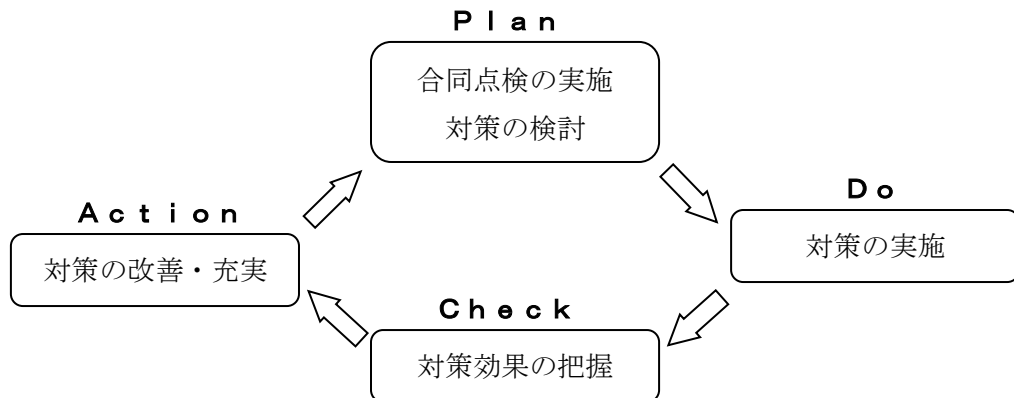 Ｐｌａｎ
合同点検の実施
対策の検討
Ｄｏ
対策の実施
Ｃｈｅｃｋ
対策効果の把握
Ａｃｔｉｏｎ
対策の改善・充実